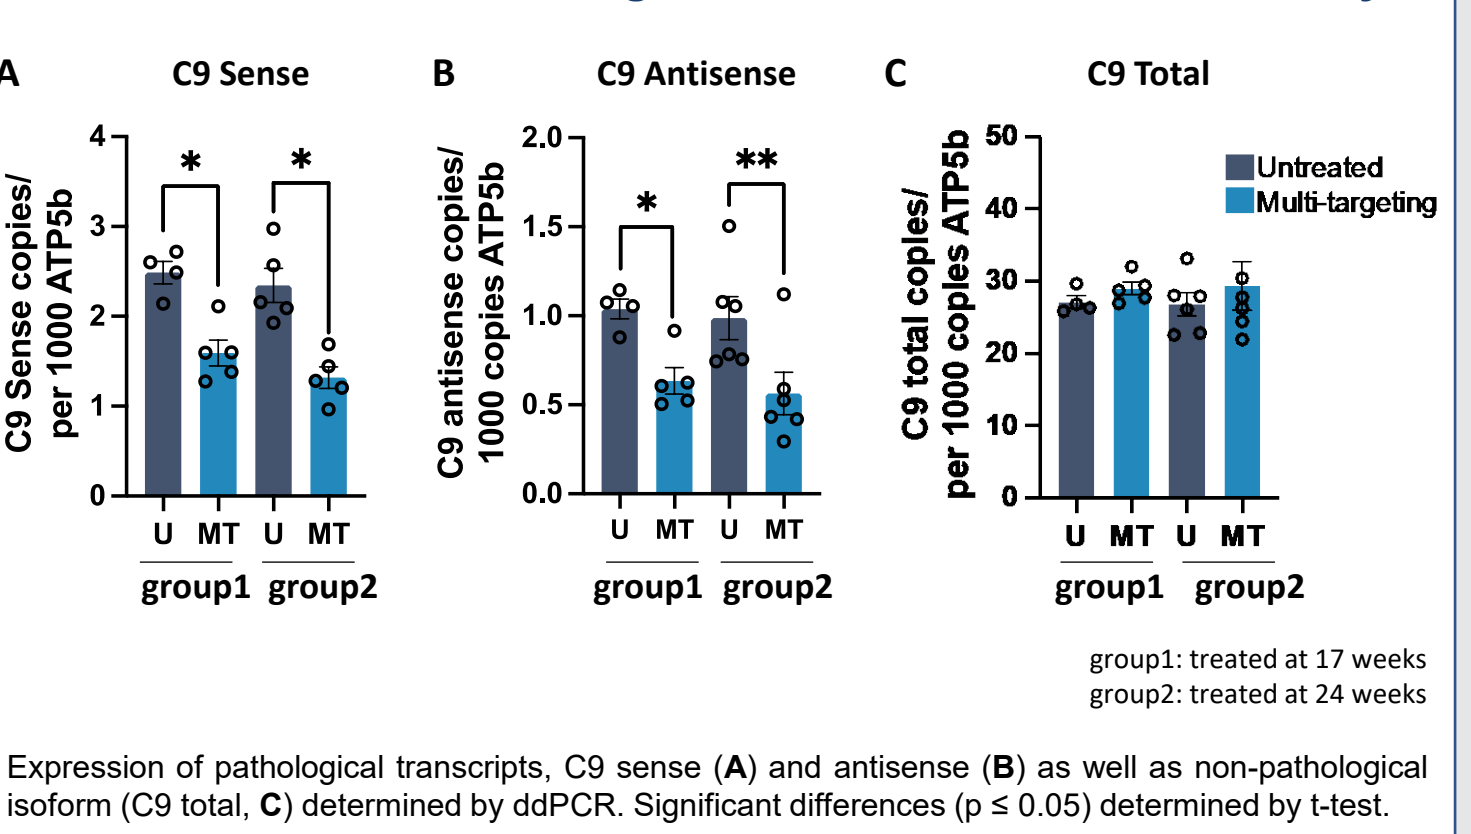 A C9 Sense B C9 Antisense C C9 Total
C9 Sense copies/
per 1000 ATP5b
4
3
2
1
0
*
*
U MT U MT
group1 group2
C9 antisense copies/
1000 copies ATP5b
2.0
1.5
1.0
0.5
0.0
*
**
U MT U MT
group1 group2
C9 total copies/
per 1000 copies ATP5b
50
40
30
20
10
0
Untreated
Multi-targeting
U MT U MT
group1 group2
group1: treated at 17 weeks
group2: treated at 24 weeks
Expression of pathological transcripts, C9 sense (A) and antisense (B) as well as non-pathological
isoform (C9 total, C) determined by ddPCR. Significant differences (p ≤ 0.05) determined by t-test.